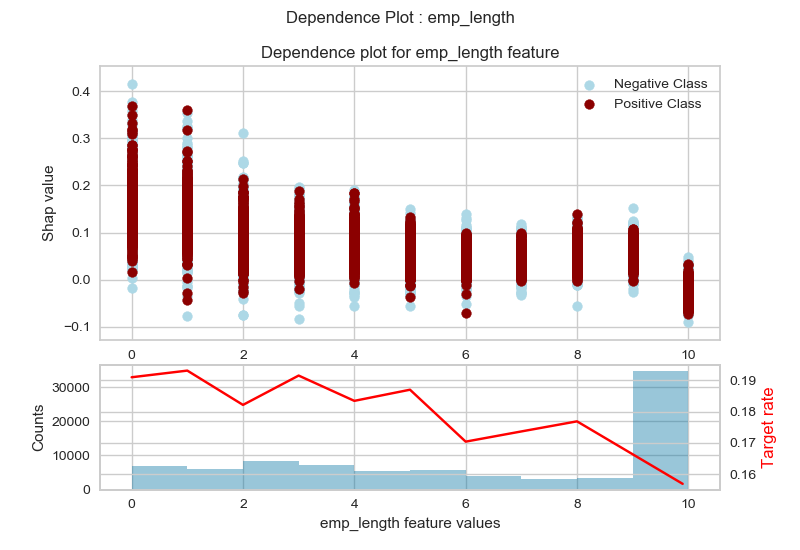 Dependence Plot : emp_length
Dependence plot for emp_length feature
Negative Class
Positive Class
Shap value
0.4
0.3
0.2
0.1
0.0
−0.1
0 2 4 6 8 10
Counts
30000
20000
10000
0
0.19
0.18
0.17
0.16
Target rate
0 2 4 6 8 10
emp_length feature values